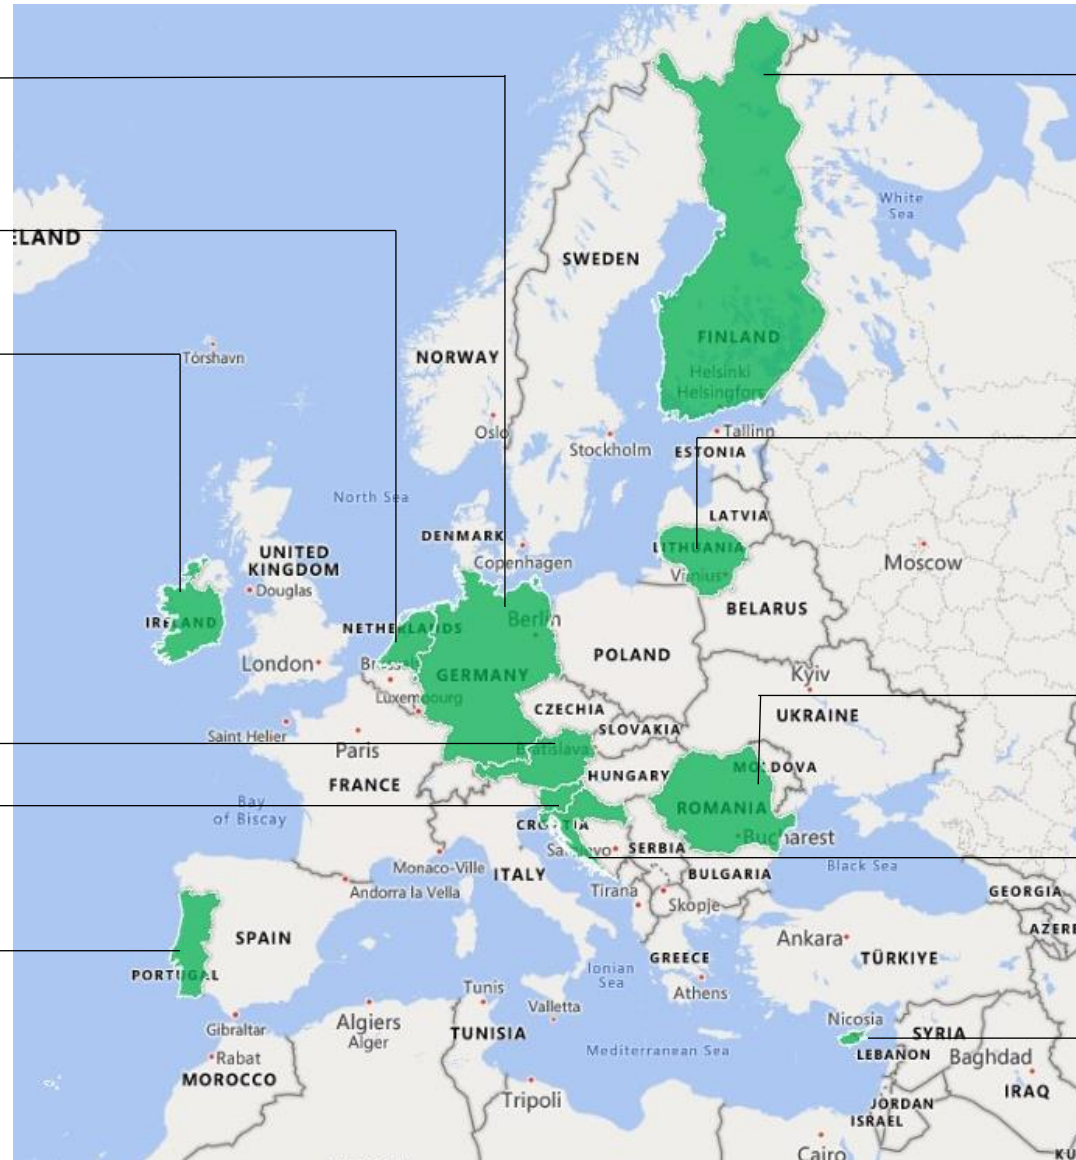 White
Sea
ELAND
SWEDEN
FINLAND
Helsinki
Helsingfors
Tórshavn
NORWAY
Oslo
Stockholm
Tallinn
ESTONIA
North Sea
LATVIA
DENMARK
Copenhagen
LITHUANIA
Vilnius
Moscow
UNITED
KINGDOM
Douglas
BELARUS
IRELAND
NETHERLANDS
Berlin
London
Brussels
POLAND
GERMANY
Kyiv
Luxembourg
CZECHIA
UKRAINE
SLOVAKIA
Saint Helier
Paris
Bratislava
FRANCE
HUNGARY
MOLDOVA
Bay
of Biscay
ROMANIA
CROATIA
Bucharest
Sarajevo
SERBIA
Monaco-Ville
ITALY
BULGARIA
Black Sea
Andorra la Vella
Tirana
Skopje
GEORGIA
AZERE
SPAIN
Ankara
TÜRKIYE
GREECE
PORTUGAL
Ionian
Sea
Athens
Tunis
Valletta
Nicosia
Gibraltar
Algiers
Alger
TUNISIA
SYRIA
Rabat
Mediterranean Sea
LEBANON
Baghdad
MOROCCO
IRAQ
Tripoli
JORDAN
ISRAEL
Cairo
KU